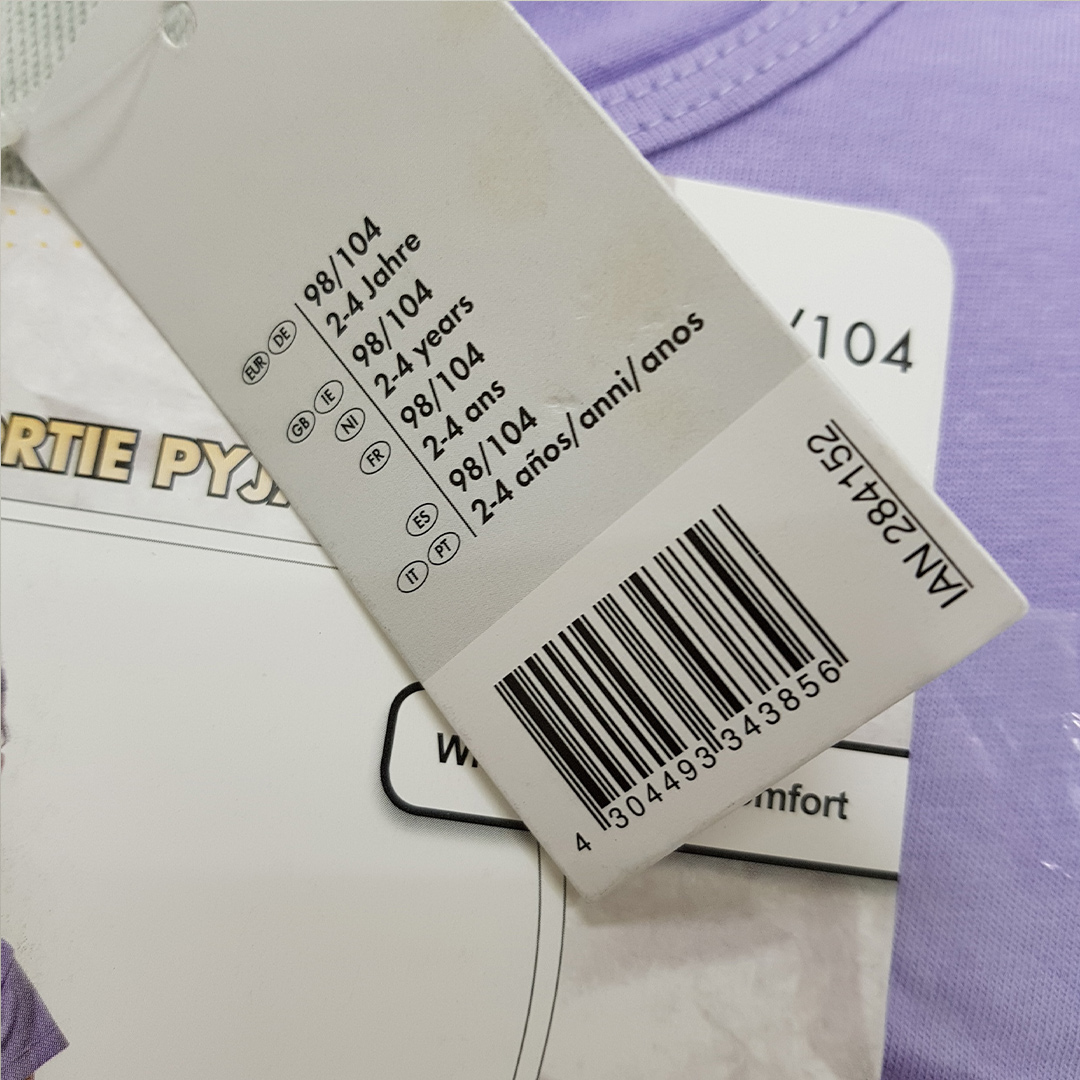 EUR DE 98/104
2-4 Jahre
GB IE 98/104
NI 2-4 years
FR 98/104
2-4 ans
ES 98/104
IT PT 2-4 años/anni/anos
IAN 284152
4 304493 343856
/104
RTIE PYJ
mfort